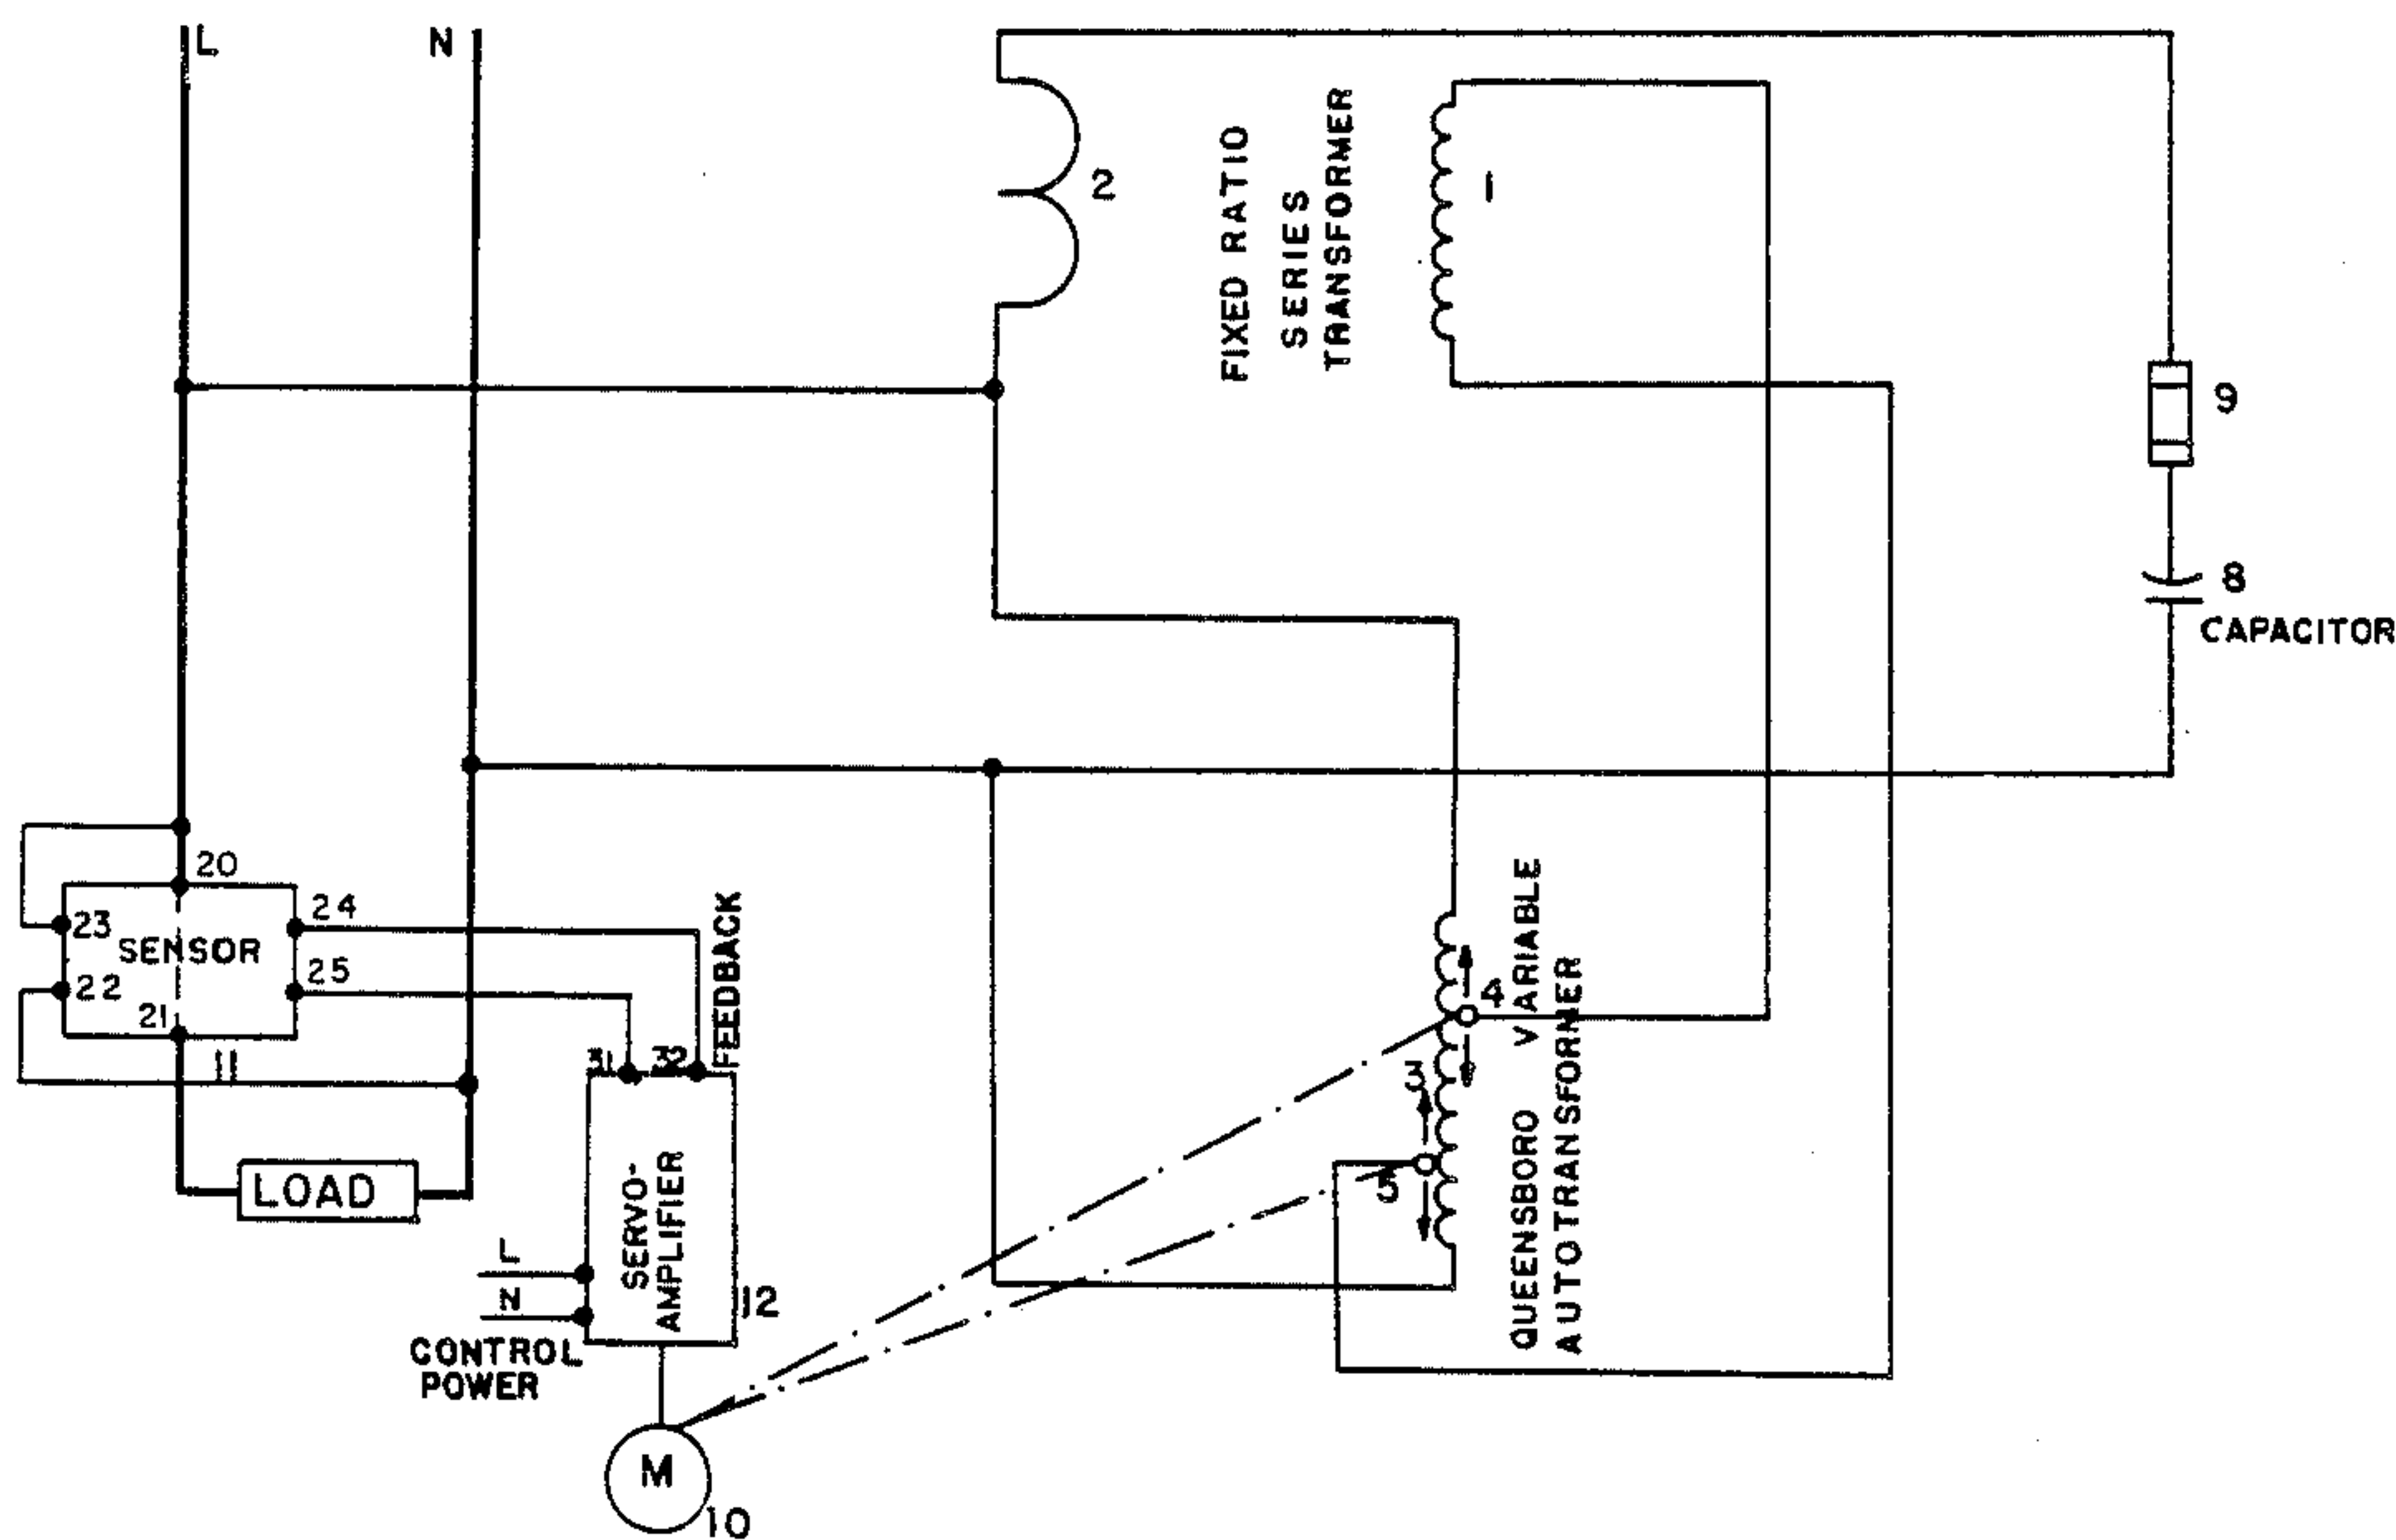 L
N
2
FIXED RATIO
SERIES
TRANSFORMER
1
9
8
CAPACITOR
20
23
SENSOR
24
22
25
21
11
FEEDBACK
31
LOAD
SERVO-
AMPLIFIER
L
N
CONTROL
POWER
12
M
10
4
3
5
QUEENSBORO VARIABLE
AUTOTRANSFORMER